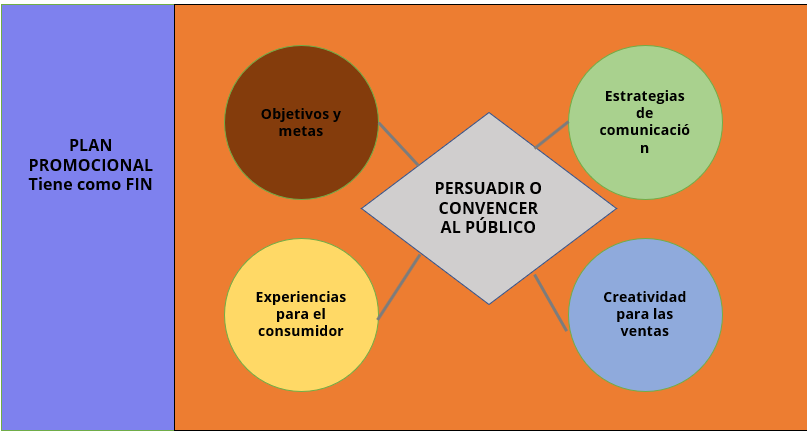 PLAN
PROMOCIONAL
Tiene como FIN
Objetivos y
metas
Estrategias
de
comunicació
n
PERSUADIR O
CONVENCER
AL PÚBLICO
Experiencias
para el
consumidor
Creatividad
para las
ventas